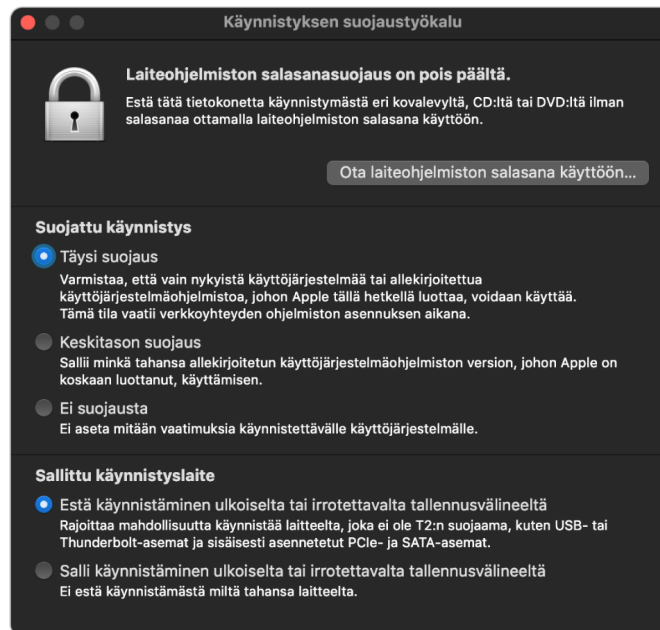 Käynnistyksen suojaustyökalu
Laiteohjelmiston salasanasuojaus on pois päältä.
Estä tätä tietokonetta käynnistymästä eri kovalevyltä, CD:ltä tai DVD:ltä ilman
salasanaa ottamalla laiteohjelmiston salasana käyttöön.
Ota laiteohjelmiston salasana käyttöön...
Suojattu käynnistys
Täysi suojaus
Varmistaa, että vain nykyistä käyttöjärjestelmää tai allekirjoitettua
käyttöjärjestelmäohjelmistoa, johon Apple tällä hetkellä luottaa, voidaan käyttää.
Tämä tila vaatii verkkoyhteyden ohjelmiston asennuksen aikana.
Keskitason suojaus
Sallii minkä tahansa allekirjoitetun käyttöjärjestelmäohjelmiston version, johon Apple on
koskaan luottanut, käyttämisen.
Ei suojausta
Ei aseta mitään vaatimuksia käynnistettävälle käyttöjärjestelmälle.
Sallittu käynnistyslaite
Estä käynnistäminen ulkoiselta tai irrotettavalta tallennusvälineeltä
Rajoittaa mahdollisuutta käynnistää laitteelta, joka ei ole T2:n suojaama, kuten USB- tai
Thunderbolt-asemat ja sisäisesti asennetut PCIe- ja SATA-asemat.
Salli käynnistäminen ulkoiselta tai irrotettavalta tallennusvälineeltä
Ei estä käynnistämästä miltä tahansa laitteelta.